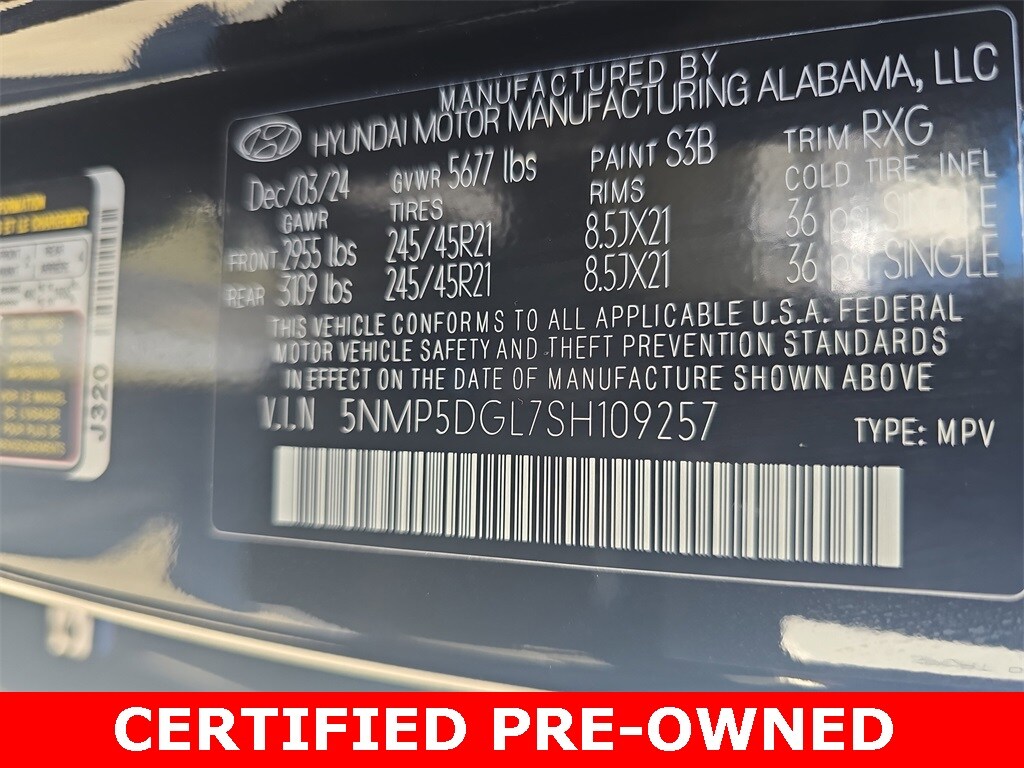 MANUFACTURED BY
HYUNDAI MOTOR MANUFACTURING ALABAMA, LLC
Dec/03/24 GVWR 5677 lbs PAINT S3B TRIM RXG
GAWR TIRES RIMS COLD TIRE INFL
FRONT 2955 lbs 245/45R21 8.5JX21 36 psi SINGLE
REAR 3109 lbs 245/45R21 8.5JX21 36 psi SINGLE
THIS VEHICLE CONFORMS TO ALL APPLICABLE U.S.A. FEDERAL
MOTOR VEHICLE SAFETY AND THEFT PREVENTION STANDARDS
IN EFFECT ON THE DATE OF MANUFACTURE SHOWN ABOVE
V.I.N 5NMP5DGL7SH109257 TYPE: MPV
J320
CERTIFIED PRE-OWNED